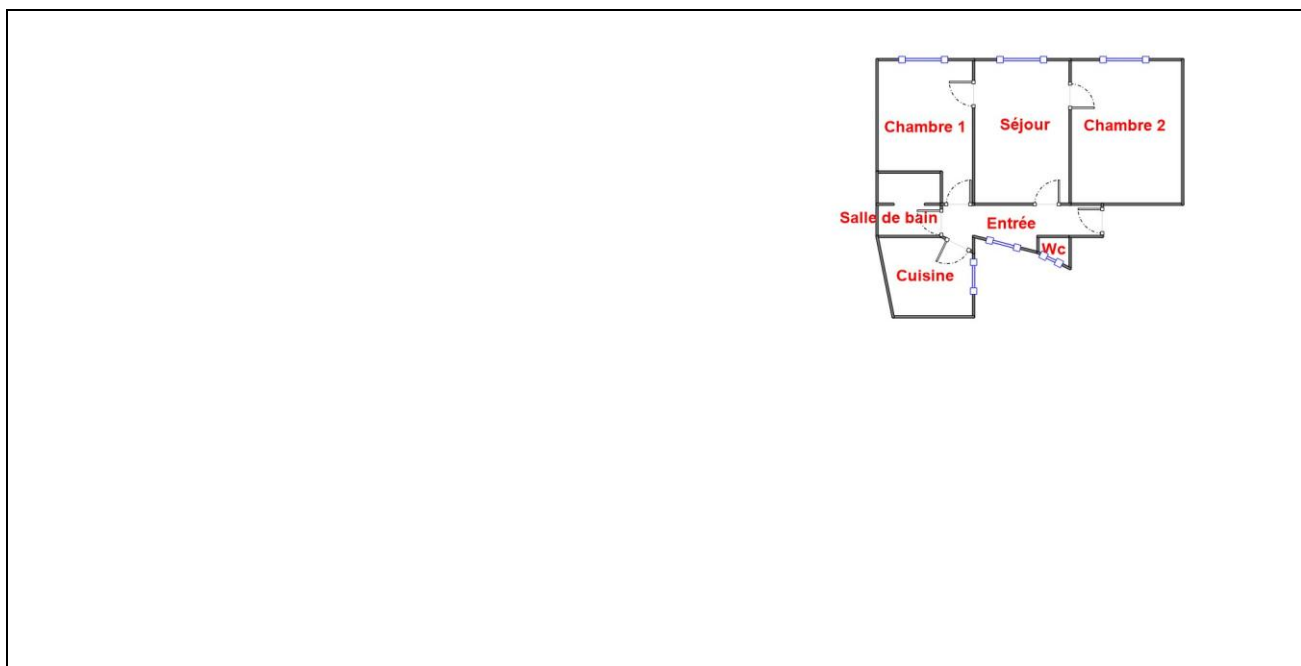 Chambre 1
Séjour
Chambre 2
Salle de bain
Entrée
Wc
Cuisine